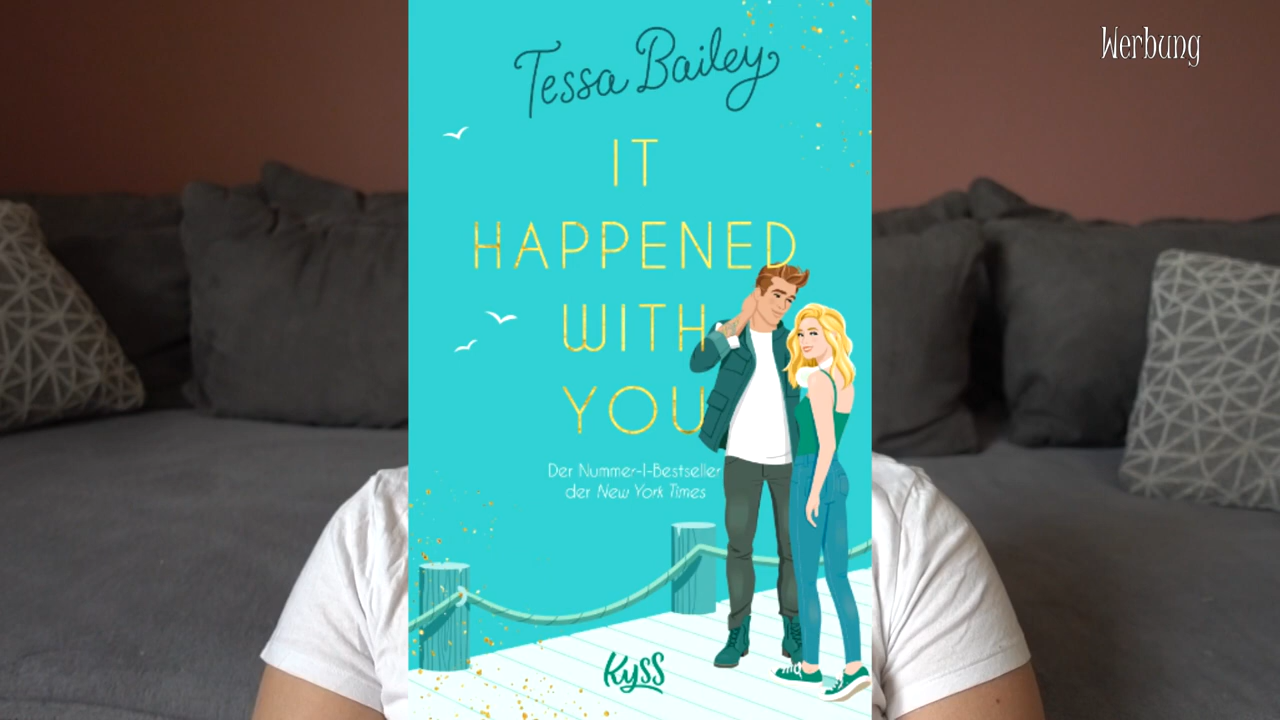 Werbung
Tessa Bailey
IT
HAPPENED
WITH
YOU
Der Nummer-1-Bestseller
der New York Times
Kyss